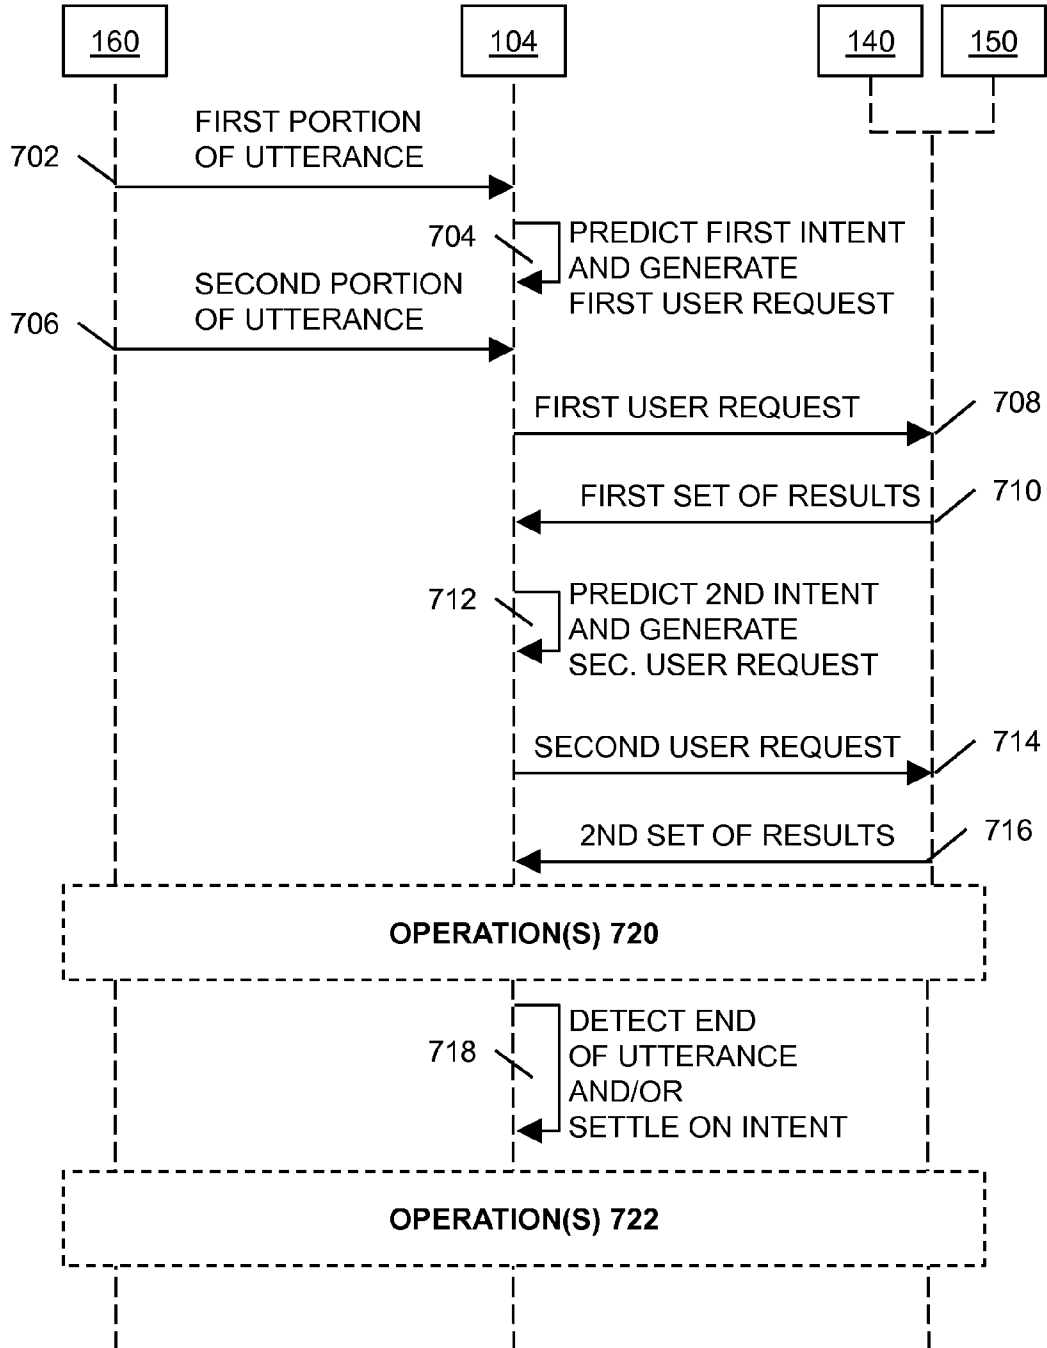 160
104
140
150
FIRST PORTION
OF UTTERANCE
702
704
PREDICT FIRST INTENT
AND GENERATE
FIRST USER REQUEST
SECOND PORTION
OF UTTERANCE
706
FIRST USER REQUEST
708
FIRST SET OF RESULTS
710
712
PREDICT 2ND INTENT
AND GENERATE
SEC. USER REQUEST
SECOND USER REQUEST
714
2ND SET OF RESULTS
716
OPERATION(S) 720
718
DETECT END
OF UTTERANCE
AND/OR
SETTLE ON INTENT
OPERATION(S) 722